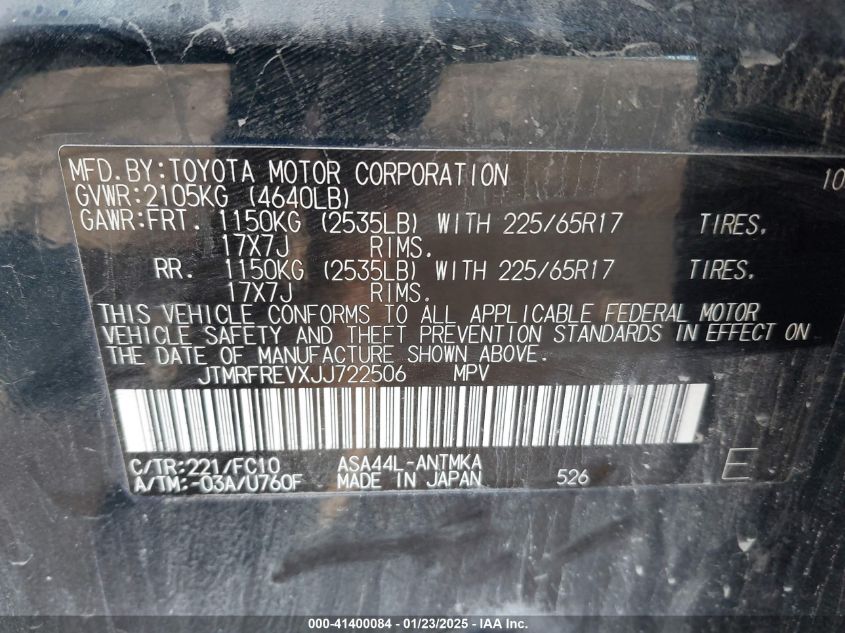 MFD.BY:TOYOTA MOTOR CORPORATION 10
GVWR:2105KG (4640LB)
GAWR:FRT. 1150KG (2535LB) WITH 225/65R17 TIRES,
17X7J RIMS.
RR. 1150KG (2535LB) WITH 225/65R17 TIRES,
17X7J RIMS.
THIS VEHICLE CONFORMS TO ALL APPLICABLE FEDERAL MOTOR
VEHICLE SAFETY AND THEFT PREVENTION STANDARDS IN EFFECT ON
THE DATE OF MANUFACTURE SHOWN ABOVE.
JTMRFREVXJJ722506 MPV
C/TR:221/FC10 ASA44L-ANTMKA
A/TM:-03A/U760F MADE IN JAPAN 526 E
000-41400084 - 01/23/2025 - IAA Holdings, Inc.